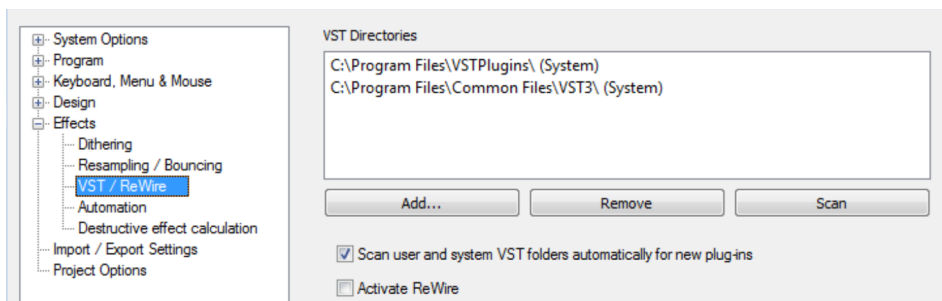 System Options
Program
Keyboard, Menu & Mouse
Design
Effects
Dithering
Resampling / Bouncing
VST / ReWire
Automation
Destructive effect calculation
Import / Export Settings
Project Options
VST Directories
C:\Program Files\VSTPlugins\ (System)
C:\Program Files\Common Files\VST3\ (System)
Add...
Remove
Scan
Scan user and system VST folders automatically for new plug-ins
Activate ReWire